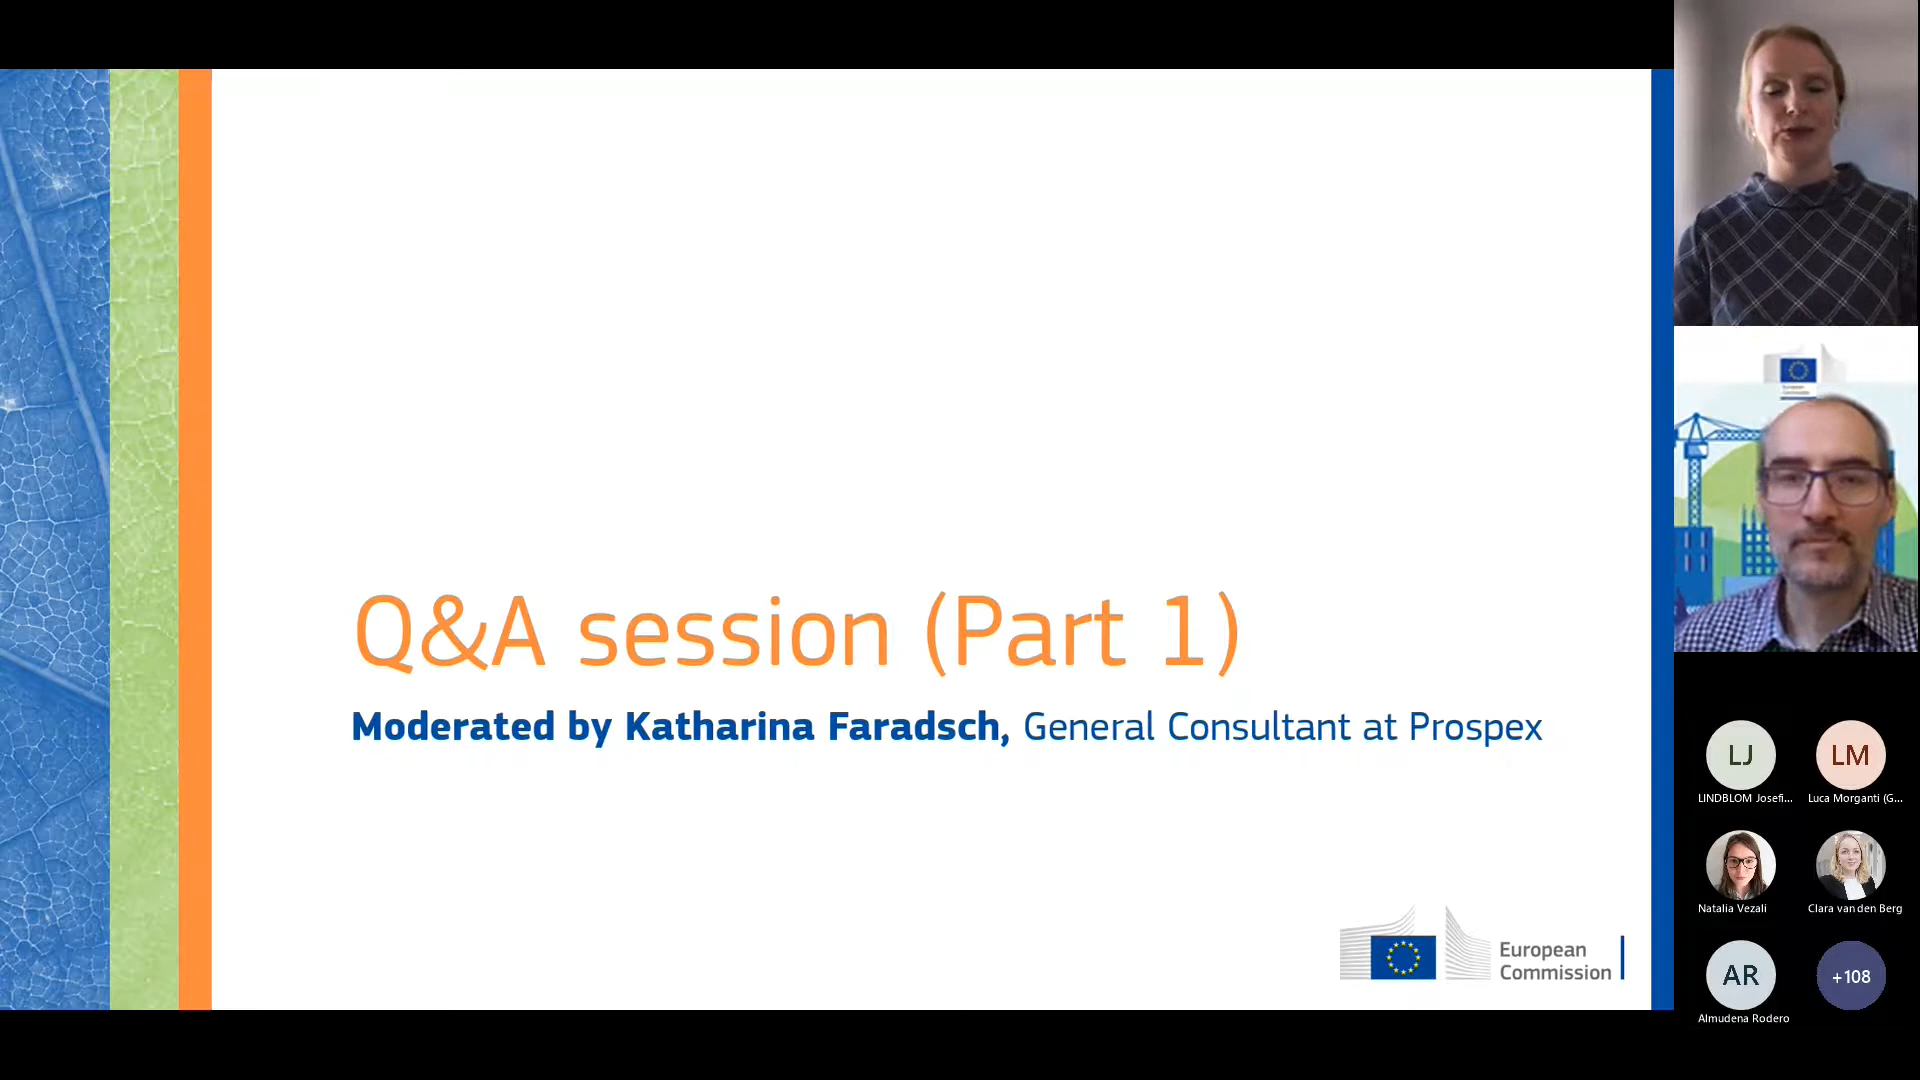 Q&A session (Part 1)
Moderated by Katharina Faradsch, General Consultant at Prospex
European
Commission
LJ
LM
LINDBLOM Josefi...
Luca Morganti (G...
Natalia Vezali
Clara van den Berg
AR
+108
Almudena Rodero